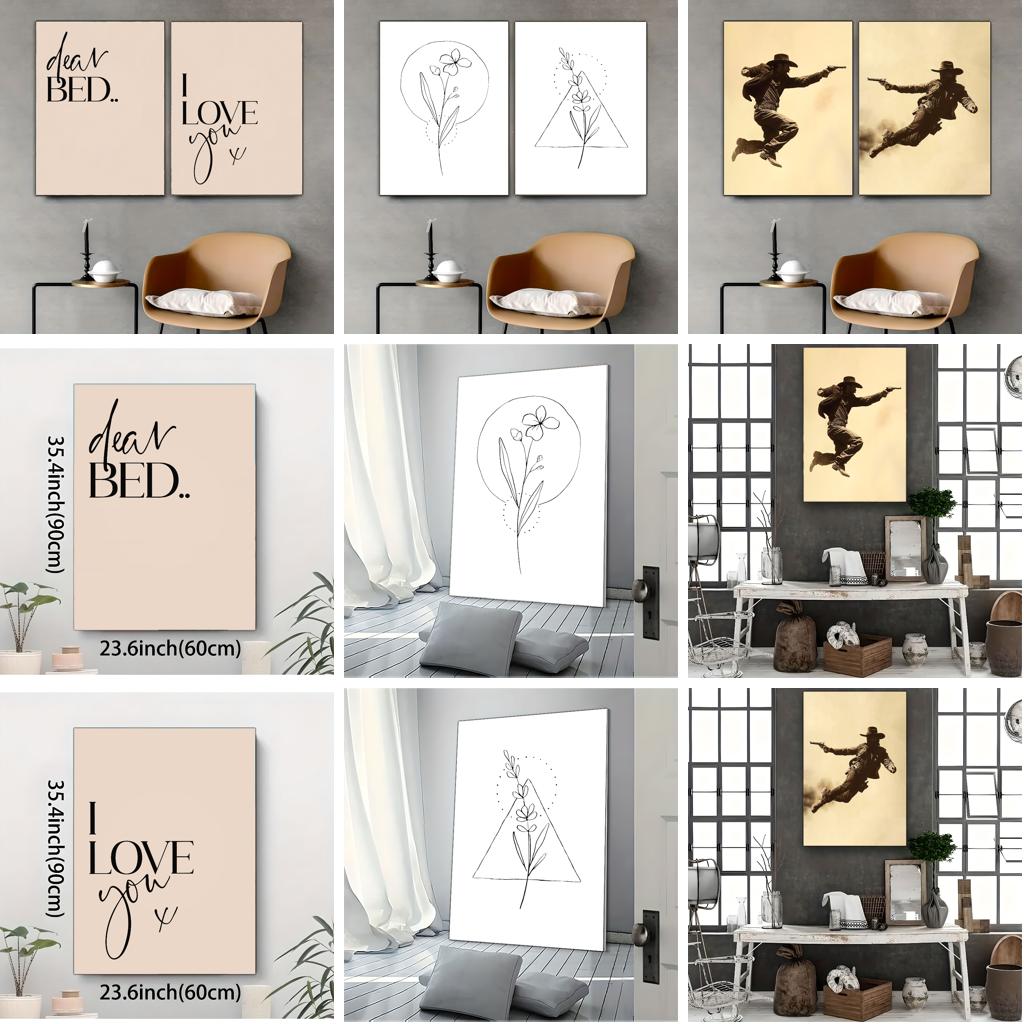 dear
BED..
I
LOVE
you
x
dear
BED..
35.4inch(90cm)
23.6inch(60cm)
I
LOVE
you
x
35.4inch(90cm)
23.6inch(60cm)